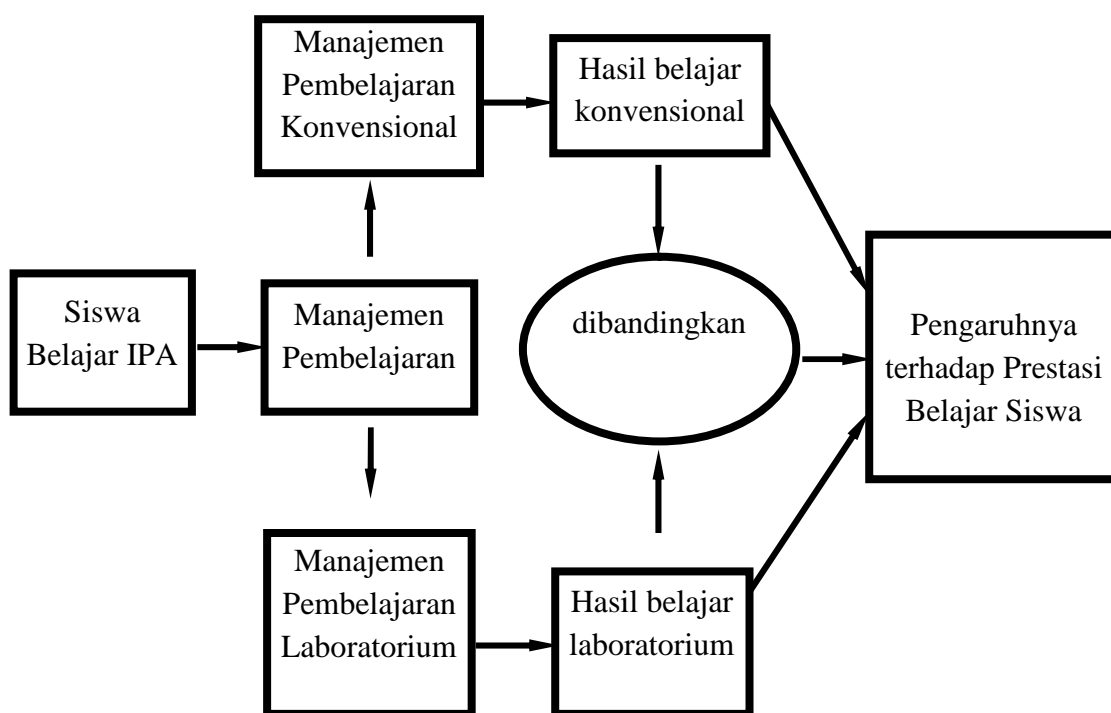 Manajemen
Pembelajaran
Konvensional
Hasil belajar
konvensional
Siswa
Belajar IPA
Manajemen
Pembelajaran
dibandingkan
Pengaruhnya
terhadap Prestasi
Belajar Siswa
Manajemen
Pembelajaran
Laboratorium
Hasil belajar
laboratorium